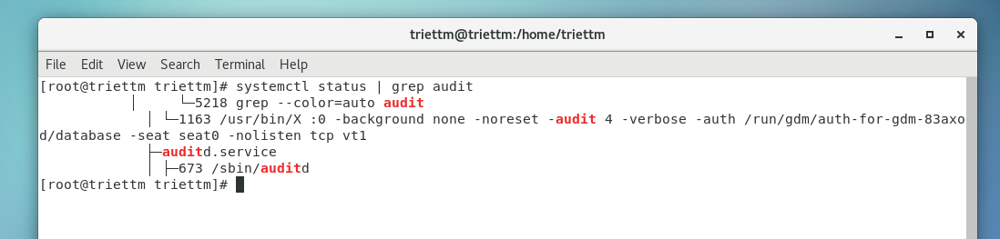 triettm@triettm:/home/triettm
File Edit View Search Terminal Help
[root@triettm triettm]# systemctl status | grep audit
│     └─5218 grep --color=auto audit
│ └─1163 /usr/bin/X :0 -background none -noreset -audit 4 -verbose -auth /run/gdm/auth-for-gdm-83axo
d/database -seat seat0 -nolisten tcp vt1
├─auditd.service
│ ├─673 /sbin/auditd
[root@triettm triettm]#